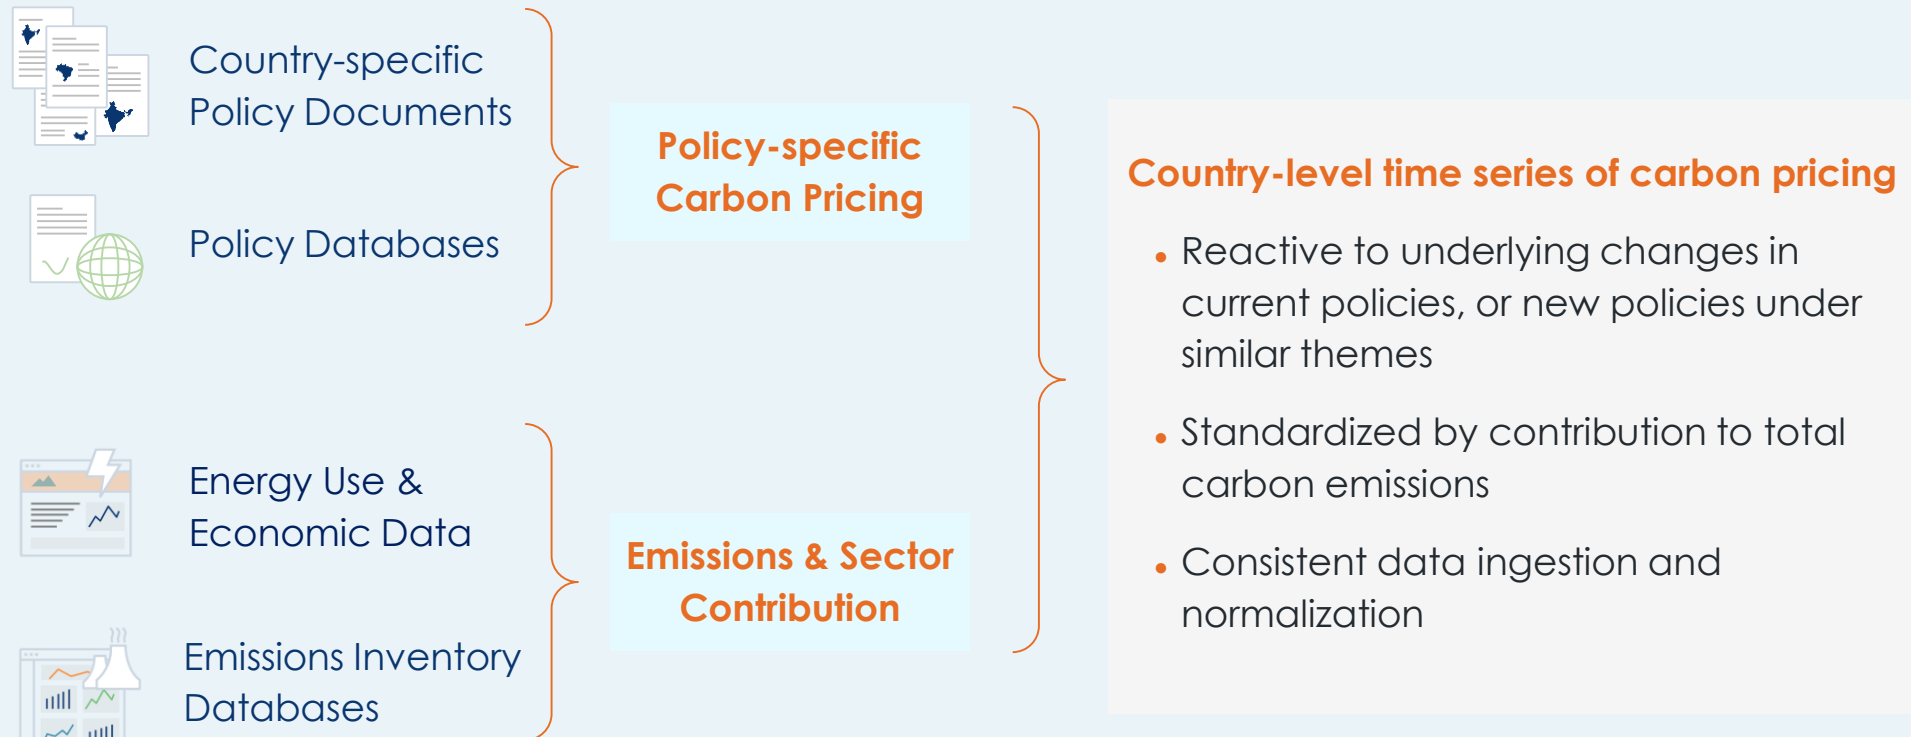 Country-specific
Policy Documents
Policy Databases
Energy Use &
Economic Data
Emissions Inventory
Databases
Policy-specific
Carbon Pricing
Emissions & Sector
Contribution
Country-level time series of carbon pricing
• Reactive to underlying changes in
current policies, or new policies under
similar themes
• Standardized by contribution to total
carbon emissions
• Consistent data ingestion and
normalization